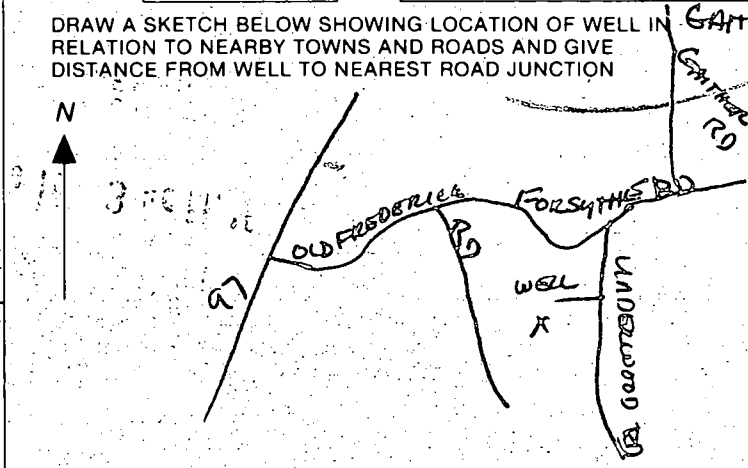 DRAW A SKETCH BELOW SHOWING LOCATION OF WELL IN
RELATION TO NEARBY TOWNS AND ROADS AND GIVE
DISTANCE FROM WELL TO NEAREST ROAD JUNCTION
GAITHER
RD
N
OLD FREDERICK
RD
FORSYTHE RD
97
WELL
UNDERWOOD RD